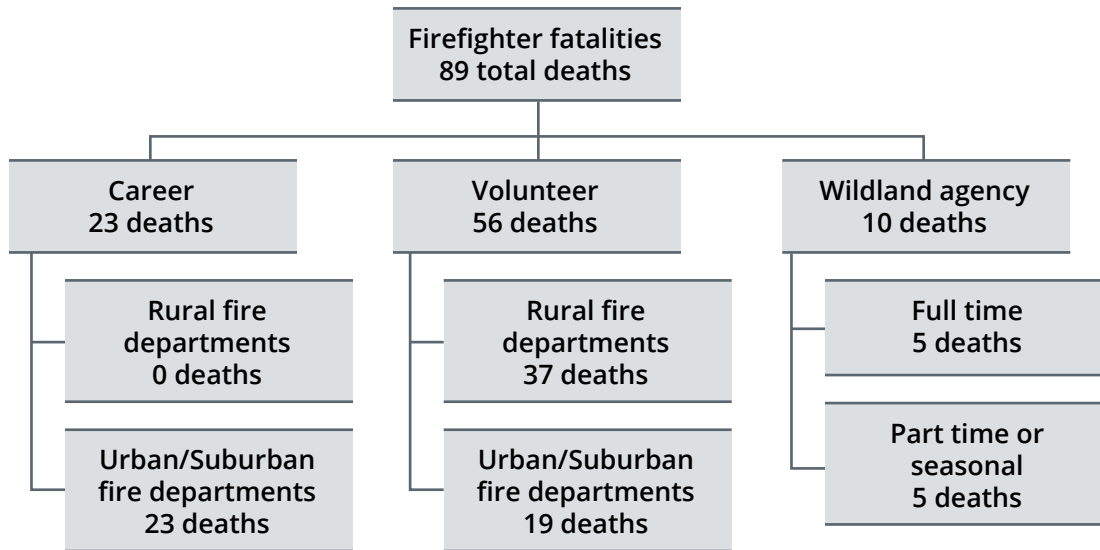 Firefighter fatalities
89 total deaths
Career
23 deaths
Volunteer
56 deaths
Wildland agency
10 deaths
Rural fire
departments
0 deaths
Urban/Suburban
fire departments
23 deaths
Rural fire
departments
37 deaths
Urban/Suburban
fire departments
19 deaths
Full time
5 deaths
Part time or
seasonal
5 deaths